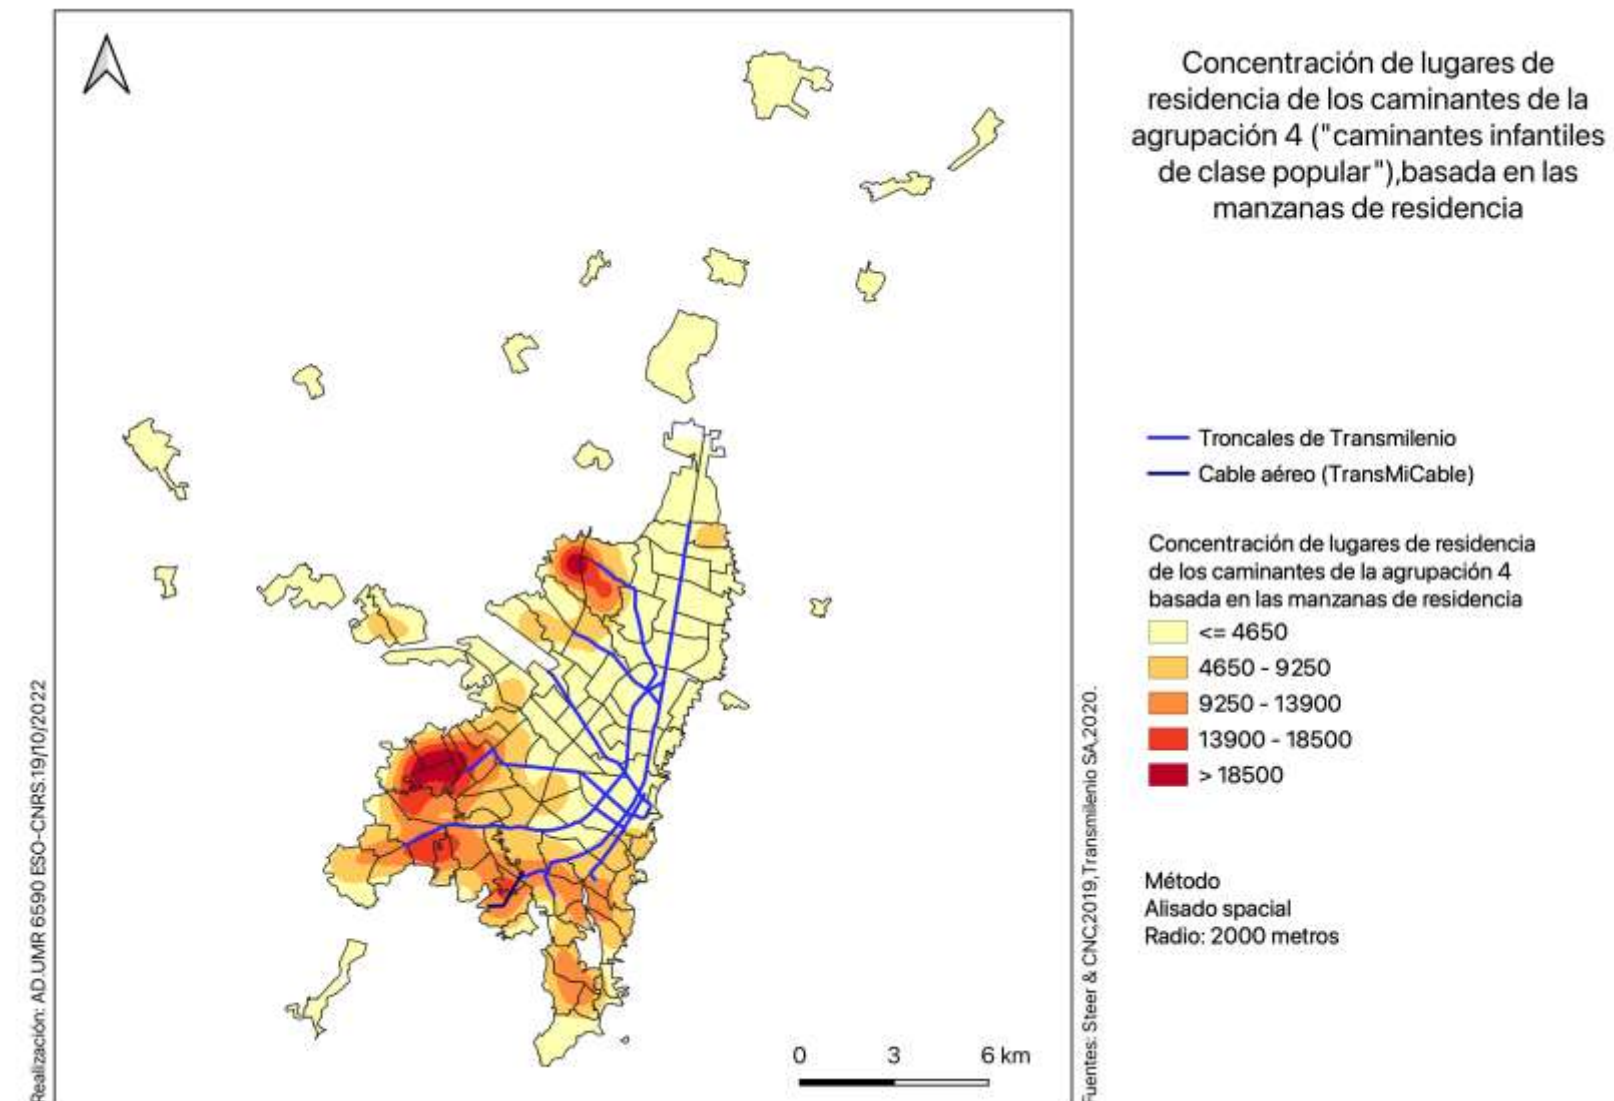 Concentración de lugares de
residencia de los caminantes de la
agrupación 4 ("caminantes infantiles
de clase popular"),basada en las
manzanas de residencia
Troncales de Transmilenio
Cable aéreo (TransMiCable)
Concentración de lugares de residencia
de los caminantes de la agrupación 4
basada en las manzanas de residencia
<= 4650
4650 - 9250
9250 - 13900
13900 - 18500
> 18500
Método
Alisado spacial
Radio: 2000 metros
0 3 6 km
Realización: AD.UMR 6590 ESO-CNRS.19/10/2022
Fuentes: Steer & CNC,2019,Transmilenio SA,2020.